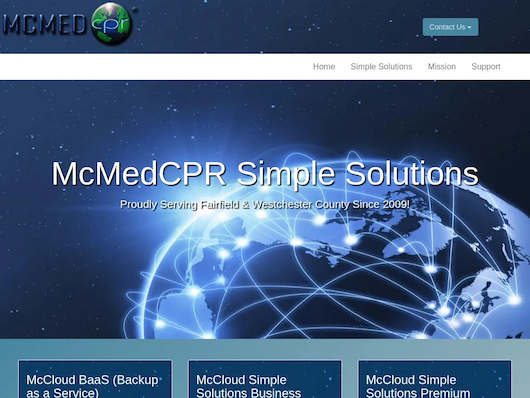 MCMED cpr
Contact Us
Home Simple Solutions Mission Support
McMedCPR Simple Solutions
Proudly Serving Fairfield & Westchester County Since 2009!
McCloud BaaS (Backup
as a Service)
McCloud Simple
Solutions Business
McCloud Simple
Solutions Premium